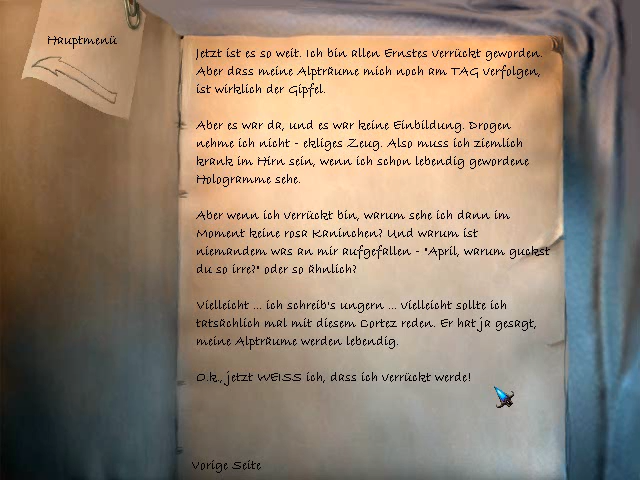 Hauptmenü
Jetzt ist es so weit. Ich bin allen Ernstes verrückt geworden.
Aber dass meine Alpträume mich noch am TAG verfolgen,
ist wirklich der Gipfel.
Aber es war da, und es war keine Einbildung. Drogen
nehme ich nicht - ekliges Zeug. Also muss ich ziemlich
krank im Hirn sein, wenn ich schon lebendig gewordene
Hologramme sehe.
Aber wenn ich verrückt bin, warum sehe ich dann im
Moment keine rosa Kaninchen? Und warum ist
niemandem was an mir aufgefallen - "April, warum guckst
du so irre?" oder so ähnlich?
Vielleicht ... ich schreib's ungern ... vielleicht sollte ich
tatsächlich mal mit diesem Cortez reden. Er hat ja gesagt,
meine Alpträume werden lebendig.
O.k., jetzt WEISS ich, dass ich verrückt werde!
Vorige Seite